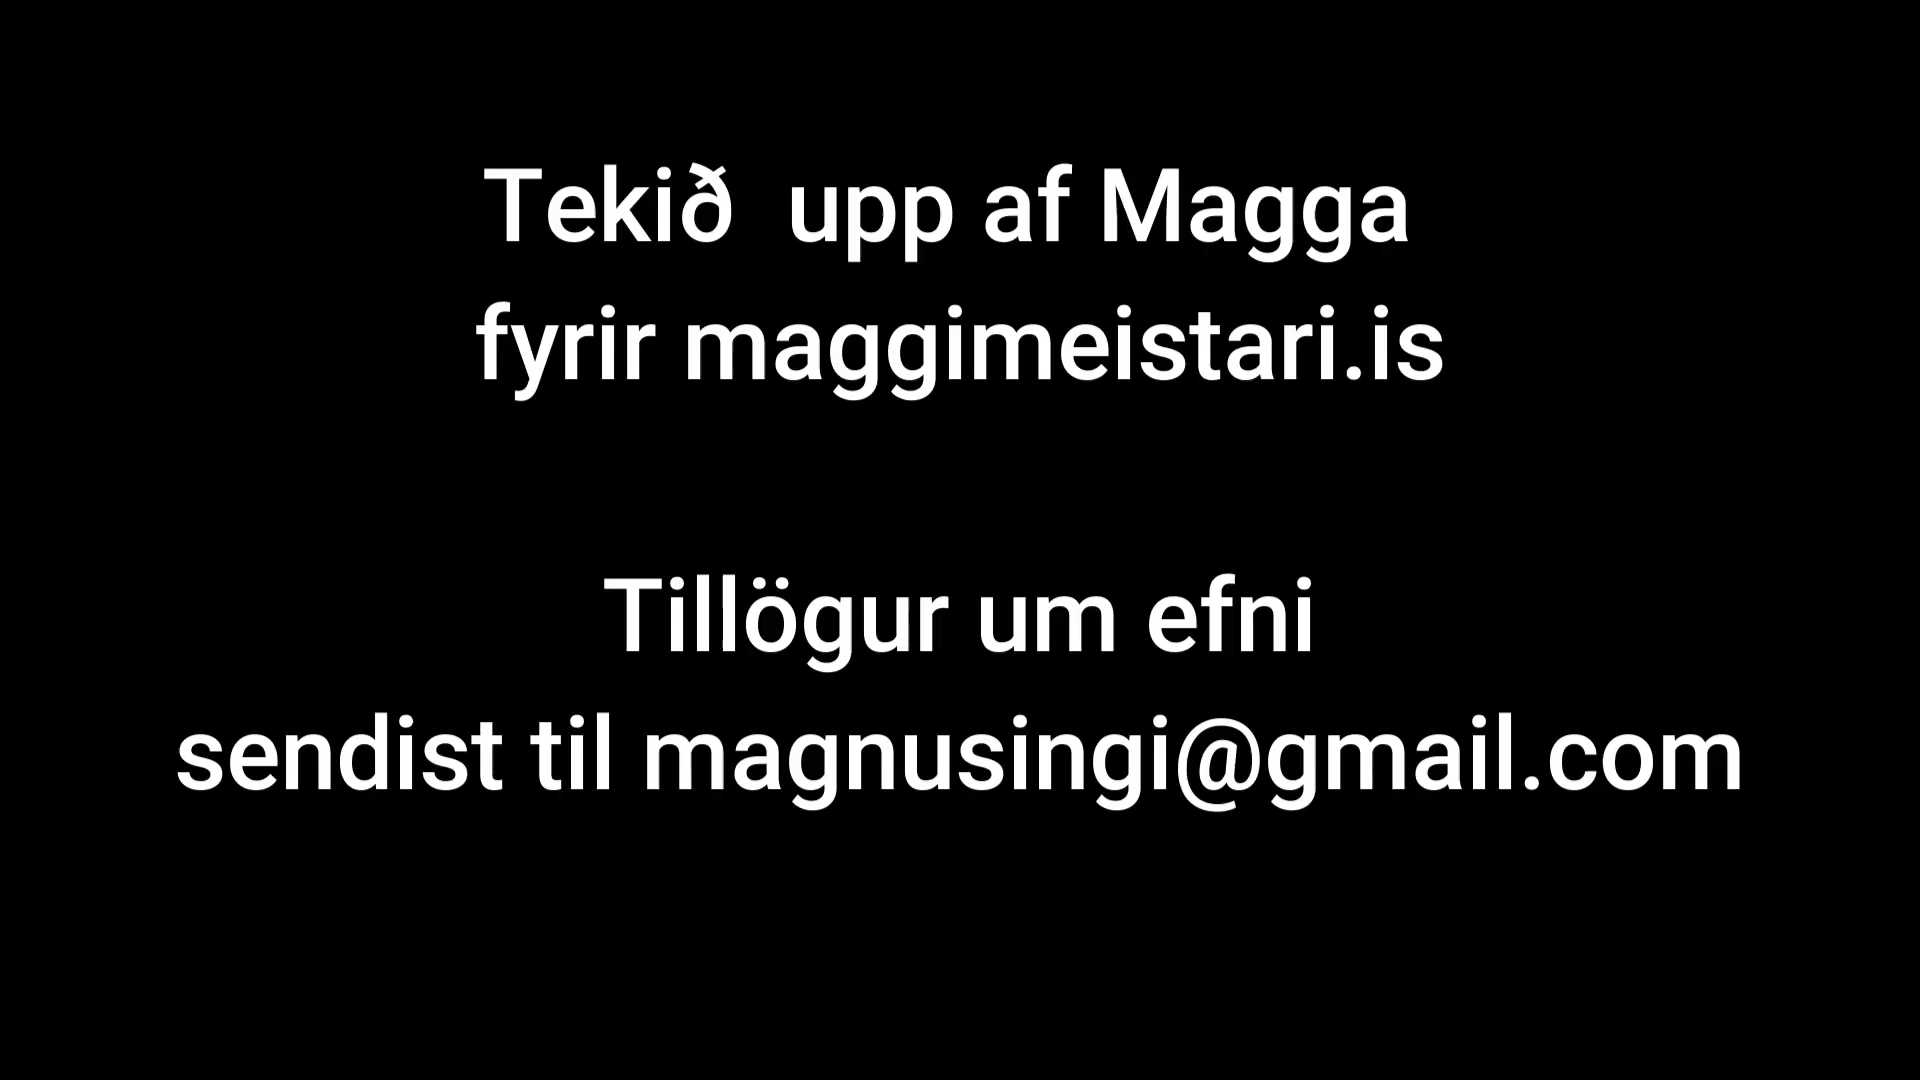 Tekið  upp af Magga
fyrir maggimeistari.is
Tillögur um efni
sendist til magnusingi@gmail.com